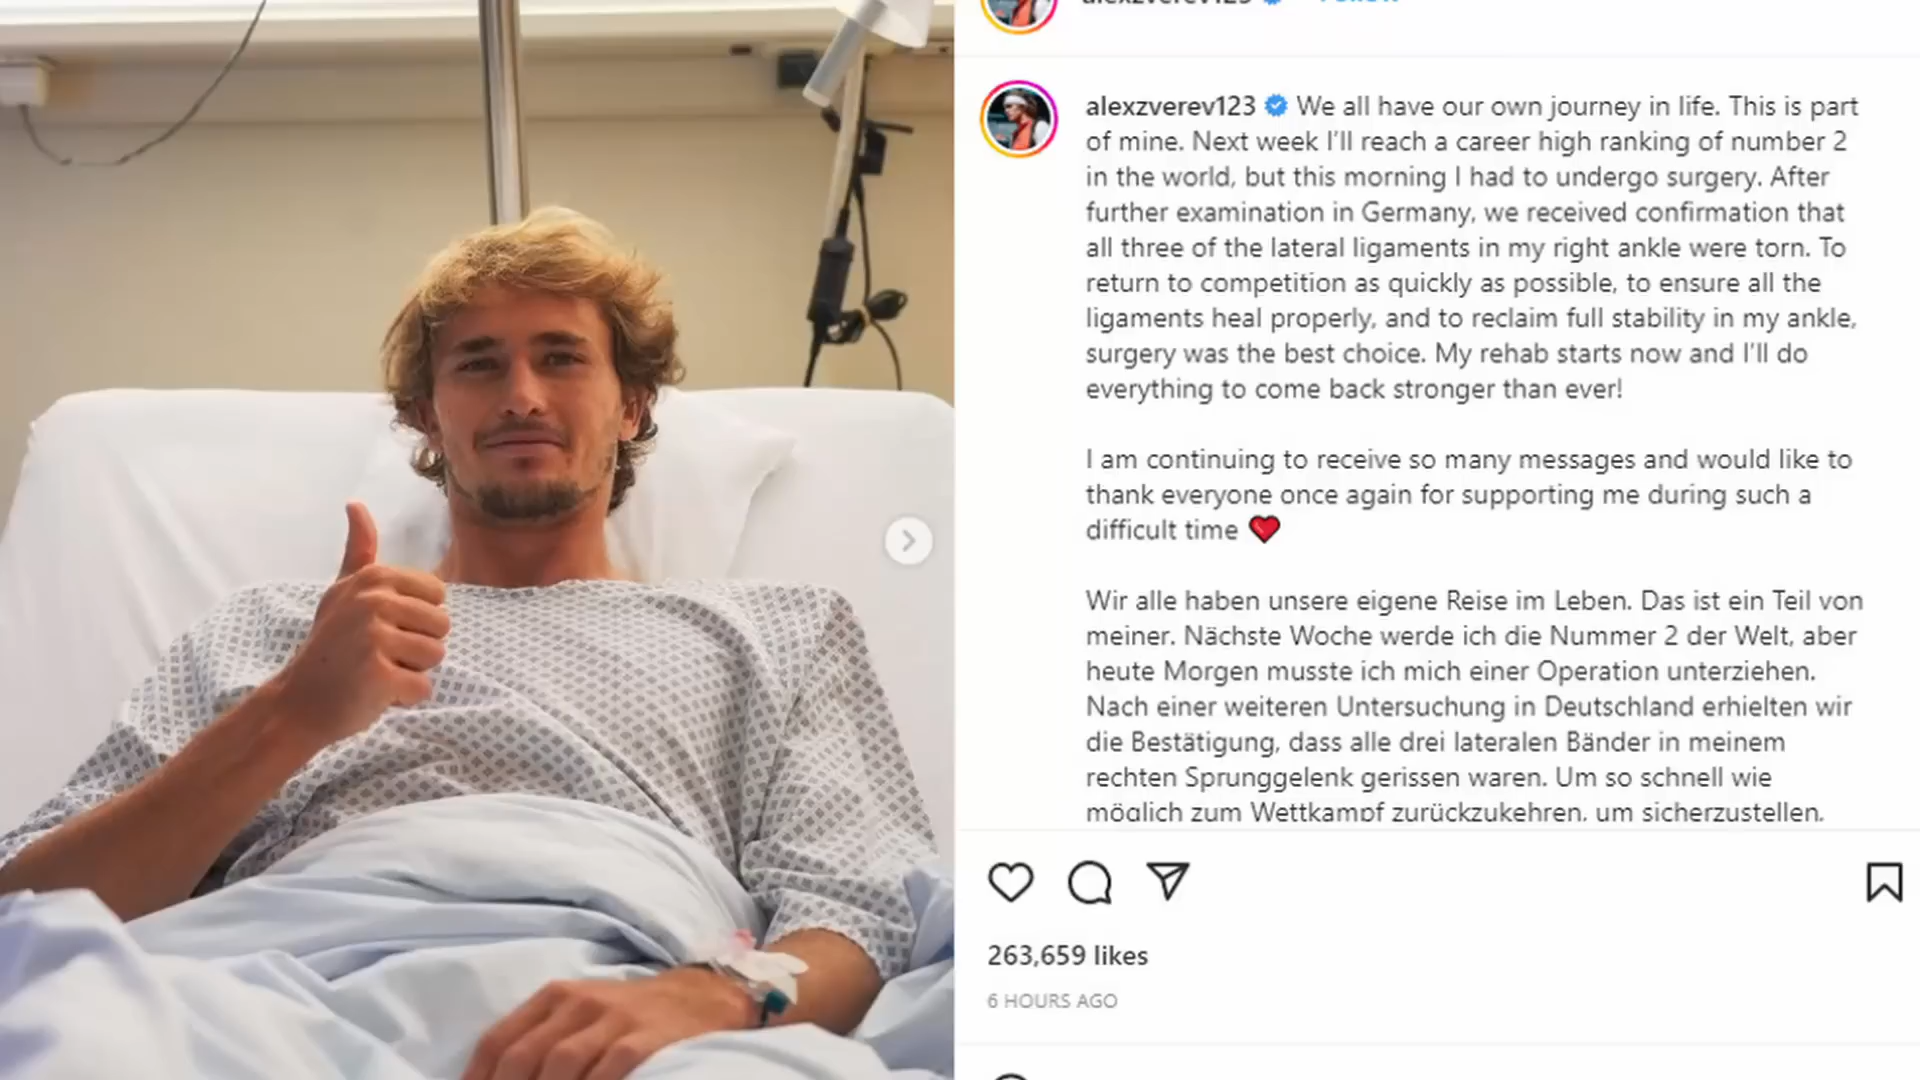 alexzverev123 We all have our own journey in life. This is part
of mine. Next week I'll reach a career high ranking of number 2
in the world, but this morning I had to undergo surgery. After
further examination in Germany, we received confirmation that
all three of the lateral ligaments in my right ankle were torn. To
return to competition as quickly as possible, to ensure all the
ligaments heal properly, and to reclaim full stability in my ankle,
surgery was the best choice. My rehab starts now and I'll do
everything to come back stronger than ever!
I am continuing to receive so many messages and would like to
thank everyone once again for supporting me during such a
difficult time ❤️
Wir alle haben unsere eigene Reise im Leben. Das ist ein Teil von
meiner. Nächste Woche werde ich die Nummer 2 der Welt, aber
heute Morgen musste ich mich einer Operation unterziehen.
Nach einer weiteren Untersuchung in Deutschland erhielten wir
die Bestätigung, dass alle drei lateralen Bänder in meinem
rechten Sprunggelenk gerissen waren. Um so schnell wie
möglich zum Wettkampf zurückzukehren, um sicherzustellen,
263,659 likes
6 HOURS AGO